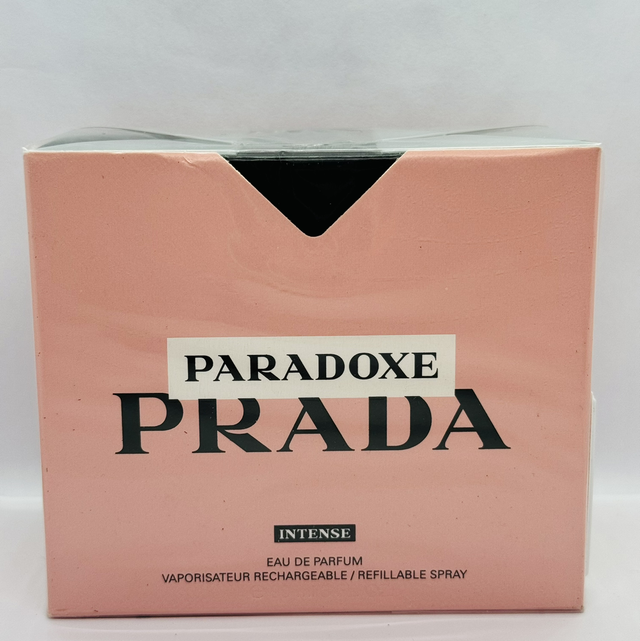 PARADOXE
PRADA
INTENSE
EAU DE PARFUM
VAPORISATEUR RECHARGEABLE / REFILLABLE SPRAY